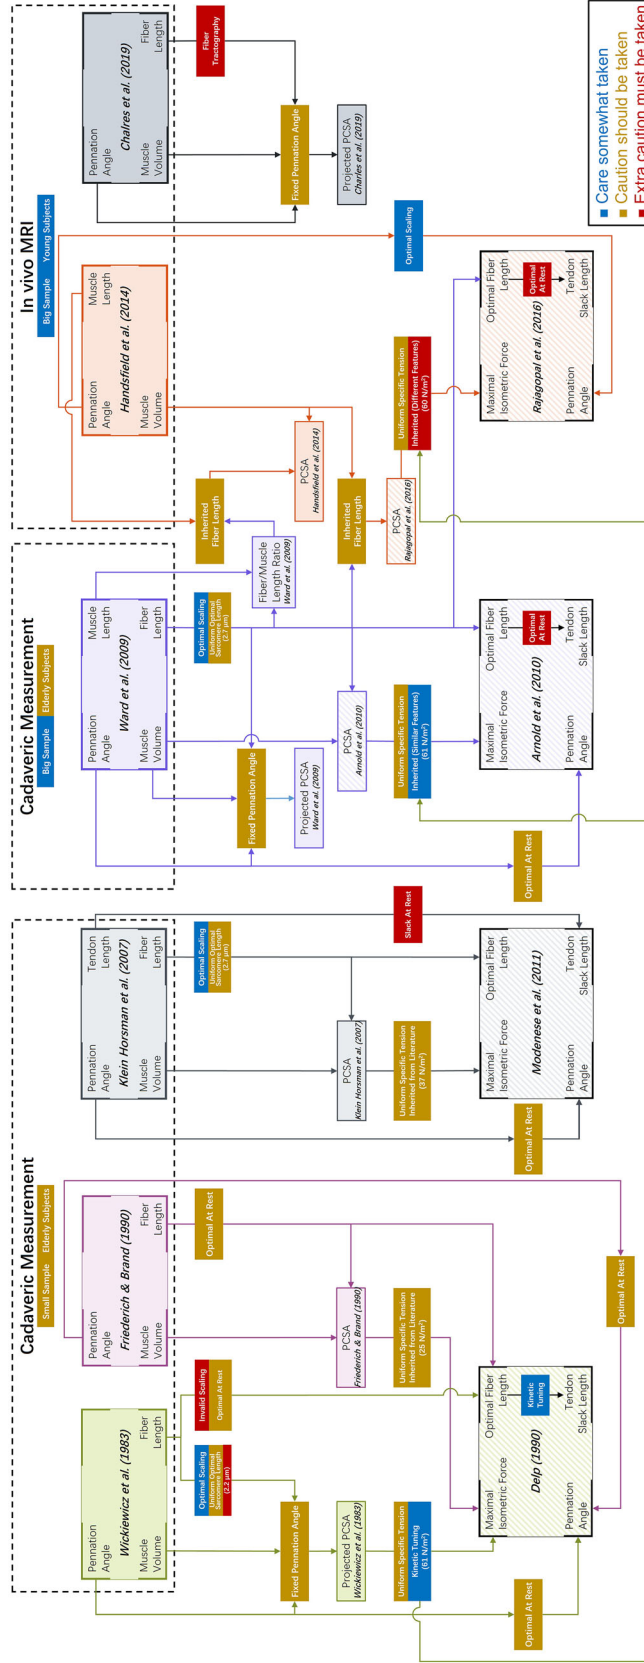 Cadaveric Measurement
Small Sample
Elderly Subjects
Pennation
Angle
Wickiewicz et al. (1983)
Muscle
Volume
Fiber
Length
Pennation
Angle
Friederich & Brand (1990)
Muscle
Volume
Fiber
Length
Pennation
Angle
Tendon
Length
Klein Horsman et al. (2007)
Muscle
Volume
Fiber
Length
Cadaveric Measurement
Big Sample
Elderly Subjects
Pennation
Angle
Muscle
Length
Ward et al. (2009)
Muscle
Volume
Fiber
Length
In vivo MRI
Big Sample
Young Subjects
Pennation
Angle
Muscle
Length
Handsfield et al. (2014)
Muscle
Volume
Pennation
Angle
Chalres et al. (2019)
Muscle
Volume
Fiber
Length
Optimal Scaling
Uniform Optimal
Sarcomere Length
(2.2 μm)
Invalid Scaling
Optimal At Rest
Optimal At Rest
Optimal Scaling
Uniform Optimal
Sarcomere Length
(2.7 μm)
Optimal Scaling
Uniform Optimal
Sarcomere Length
(2.7 μm)
Inherited
Fiber Length
Fiber
Tractography
Fixed Pennation Angle
Fixed Pennation Angle
Fiber/Muscle
Length Ratio
Ward et al. (2009)
Fixed Pennation Angle
Projected PCSA
Wickiewicz et al. (1983)
PCSA
Friederich & Brand (1990)
PCSA
Klein Horsman et al. (2007)
Projected PCSA
Ward et al. (2009)
PCSA
Arnold et al. (2010)
PCSA
Handsfield et al. (2014)
Inherited
Fiber Length
PCSA
Rajagopal et al. (2016)
Projected PCSA
Charles et al. (2019)
Uniform Specific Tension
Kinetic Tuning
(61 N/m²)
Uniform Specific Tension
Inherited from Literature
(25 N/m²)
Uniform Specific Tension
Inherited from Literature
(37 N/m²)
Uniform Specific Tension
Inherited (Similar Features)
(61 N/m²)
Uniform Specific Tension
Inherited (Different Features)
(60 N/m²)
Optimal Scaling
Optimal At Rest
Optimal At Rest
Slack At Rest
Optimal At Rest
Maximal
Isometric Force
Optimal Fiber
Length
Delp (1990)
Kinetic
Tuning
Pennation
Angle
Tendon
Slack Length
Optimal At Rest
Maximal
Isometric Force
Optimal Fiber
Length
Modenese et al. (2011)
Pennation
Angle
Tendon
Slack Length
Maximal
Isometric Force
Optimal Fiber
Length
Arnold et al. (2010)
Optimal
At Rest
Pennation
Angle
Tendon
Slack Length
Maximal
Isometric Force
Optimal Fiber
Length
Rajagopal et al. (2016)
Optimal
At Rest
Pennation
Angle
Tendon
Slack Length
Care somewhat taken
Caution should be taken
Extra caution must be taken